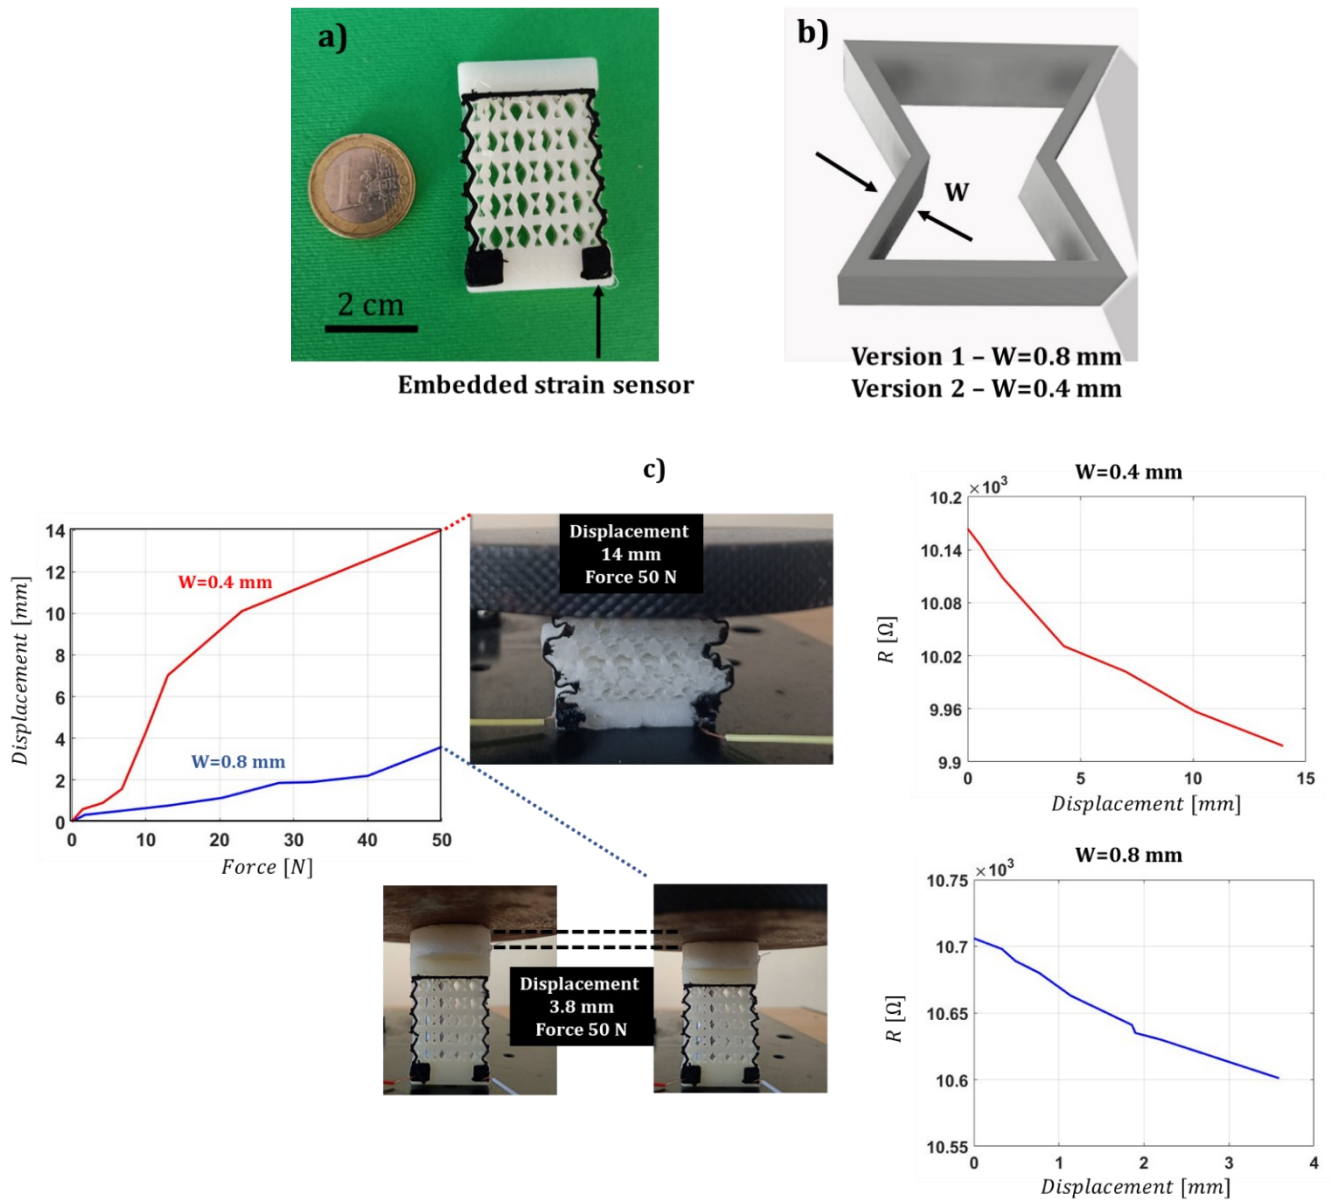 a)
2 cm
Embedded strain sensor
b)
W
Version 1 – W=0.8 mm
Version 2 – W=0.4 mm
c)
Displacement [mm]
14
12
10
8
6
4
2
0
W=0.4 mm
W=0.8 mm
0 10 20 30 40 50
Force [N]
Displacement
14 mm
Force 50 N
Displacement
3.8 mm
Force 50 N
W=0.4 mm
×10³
R [Ω]
10.2
10.14
10.08
10.02
9.96
9.9
0 5 10 15
Displacement [mm]
W=0.8 mm
×10³
R [Ω]
10.75
10.7
10.65
10.6
10.55
0 1 2 3 4
Displacement [mm]